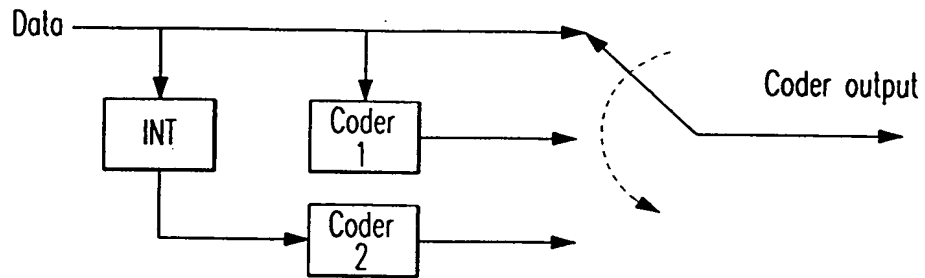 Data
Coder output
INT
Coder
1
Coder
2